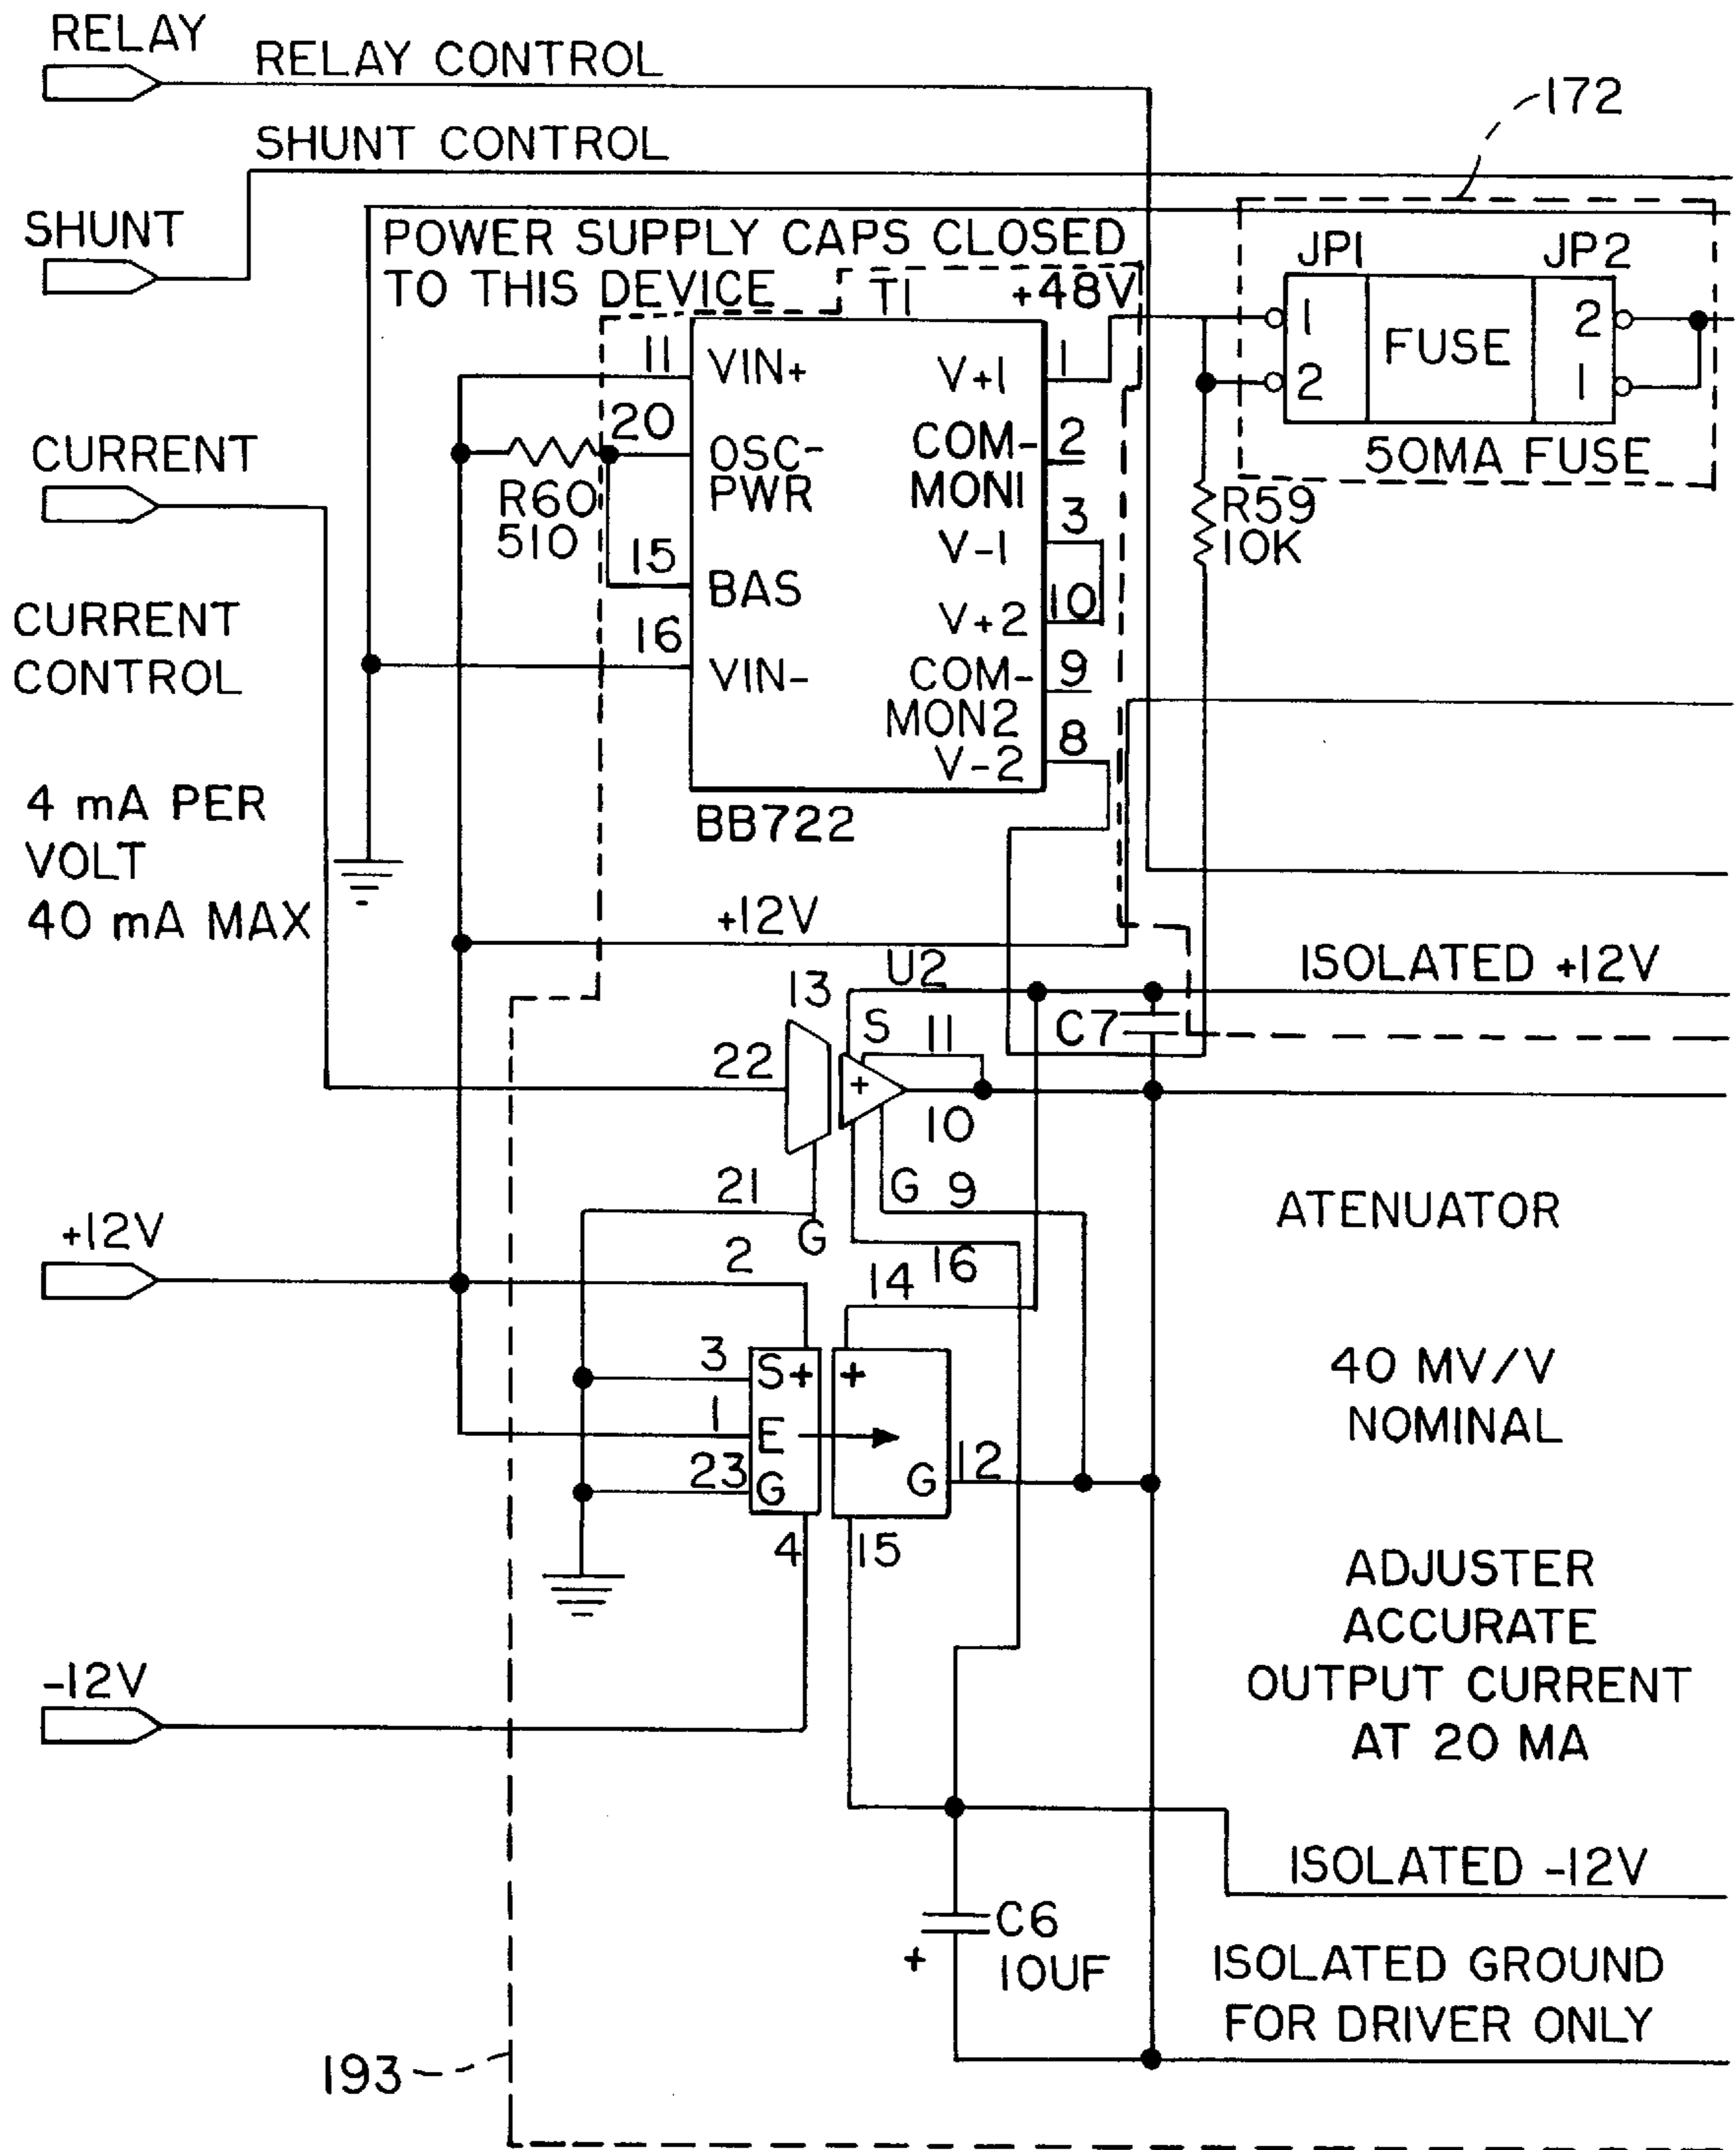 RELAY
RELAY CONTROL
172
SHUNT CONTROL
SHUNT
POWER SUPPLY CAPS CLOSED
TO THIS DEVICE
T1
+48V
JP1
JP2
1
2
FUSE
2
1
50MA FUSE
11
VIN+
V+1
1
20
OSC-
PWR
COM-
MON1
2
CURRENT
R60
510
R59
10K
3
V-1
15
BAS
10
V+2
CURRENT
CONTROL
16
VIN-
9
COM-
MON2
8
V-2
BB722
4 mA PER
VOLT
40 mA MAX
+12V
ISOLATED +12V
U2
13
S
11
C7
22
+
10
21
G
G
9
ATENUATOR
+12V
2
16
14
3
S+
+
1
E
23
G
G
12
40 MV/V
NOMINAL
4
15
ADJUSTER
ACCURATE
OUTPUT CURRENT
AT 20 MA
-12V
ISOLATED -12V
C6
+
10UF
ISOLATED GROUND
FOR DRIVER ONLY
193